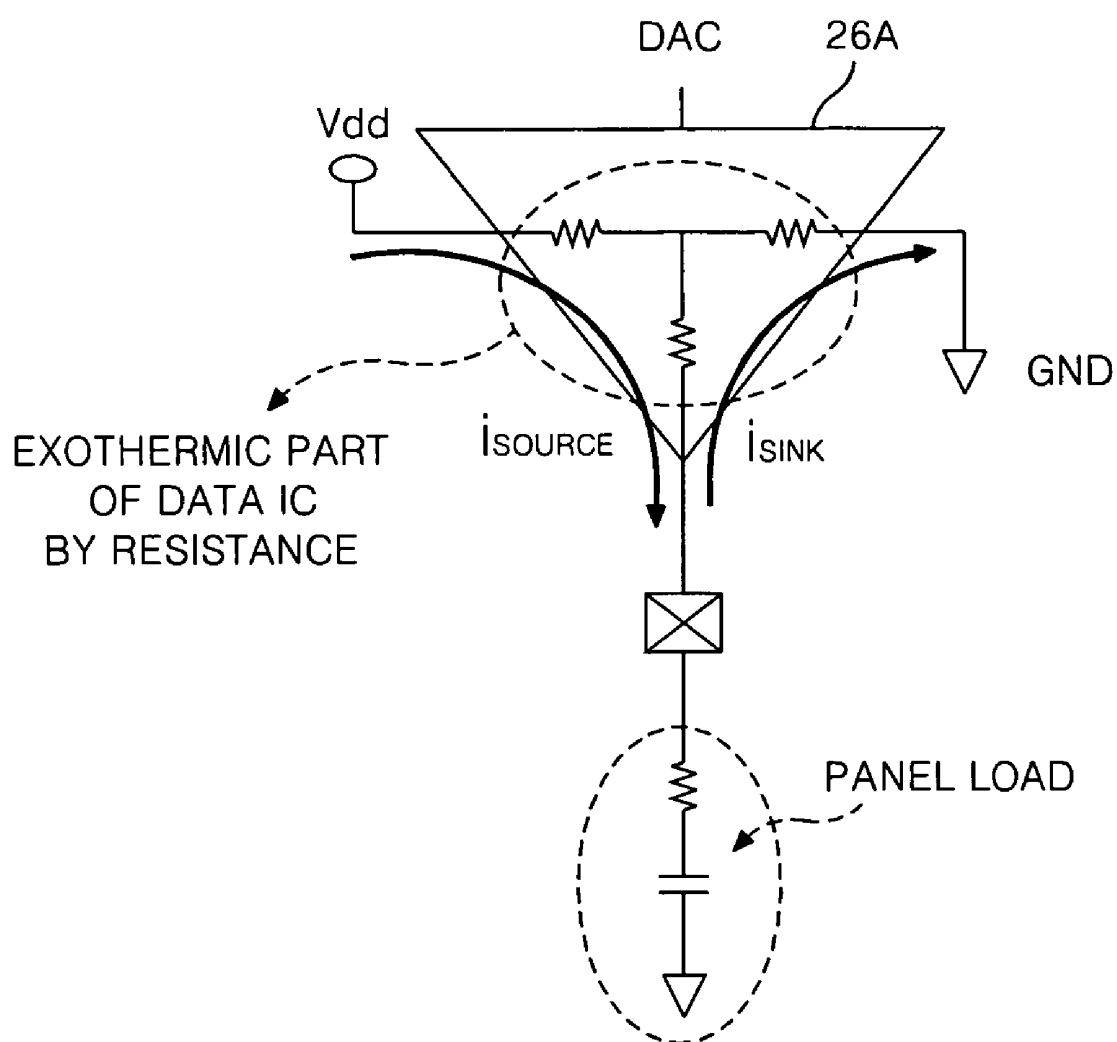 DAC
26A
Vdd
GND
iSOURCE
iSINK
EXOTHERMIC PART
OF DATA IC
BY RESISTANCE
PANEL LOAD